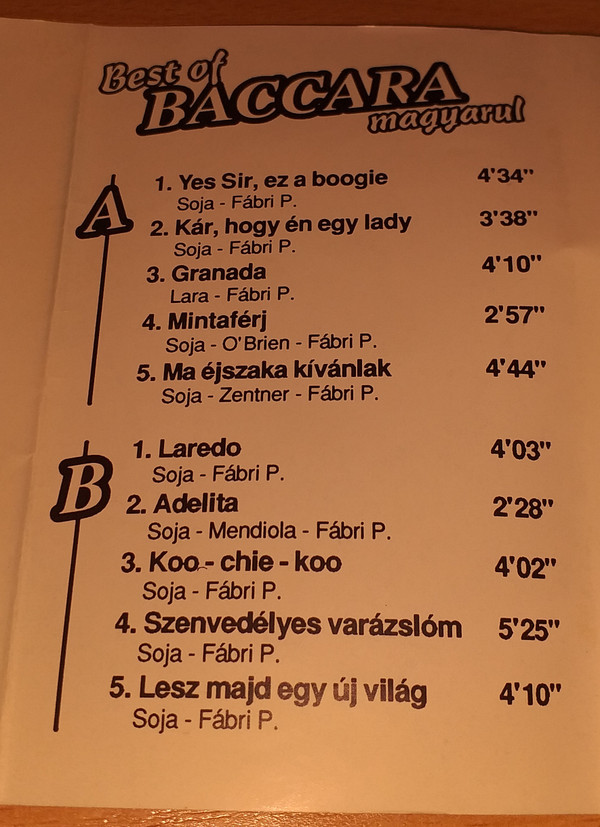 Best of
BACCARA
magyarul
A
1. Yes Sir, ez a boogie 4'34"
Soja - Fábri P.
2. Kár, hogy én egy lady 3'38"
Soja - Fábri P.
3. Granada 4'10"
Lara - Fábri P.
4. Mintaférj 2'57"
Soja - O'Brien - Fábri P.
5. Ma éjszaka kívánlak 4'44"
Soja - Zentner - Fábri P.
B
1. Laredo 4'03"
Soja - Fábri P.
2. Adelita 2'28"
Soja - Mendiola - Fábri P.
3. Koo - chie - koo 4'02"
Soja - Fábri P.
4. Szenvedélyes varázslóm 5'25"
Soja - Fábri P.
5. Lesz majd egy új világ 4'10"
Soja - Fábri P.